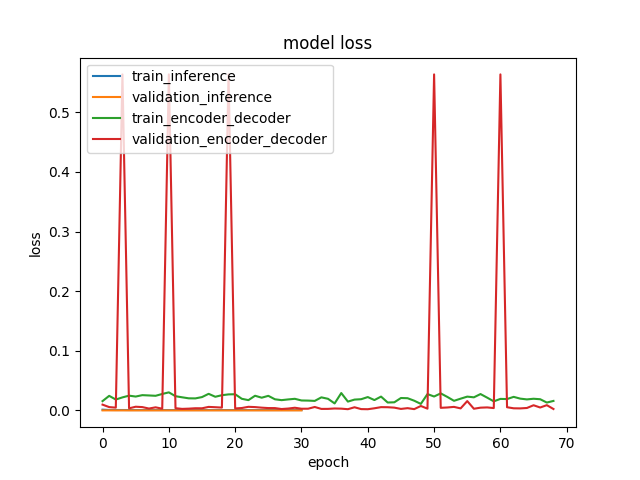 model loss
train_inference
validation_inference
train_encoder_decoder
validation_encoder_decoder
loss
0.5
0.4
0.3
0.2
0.1
0.0
0 10 20 30 40 50 60 70
epoch